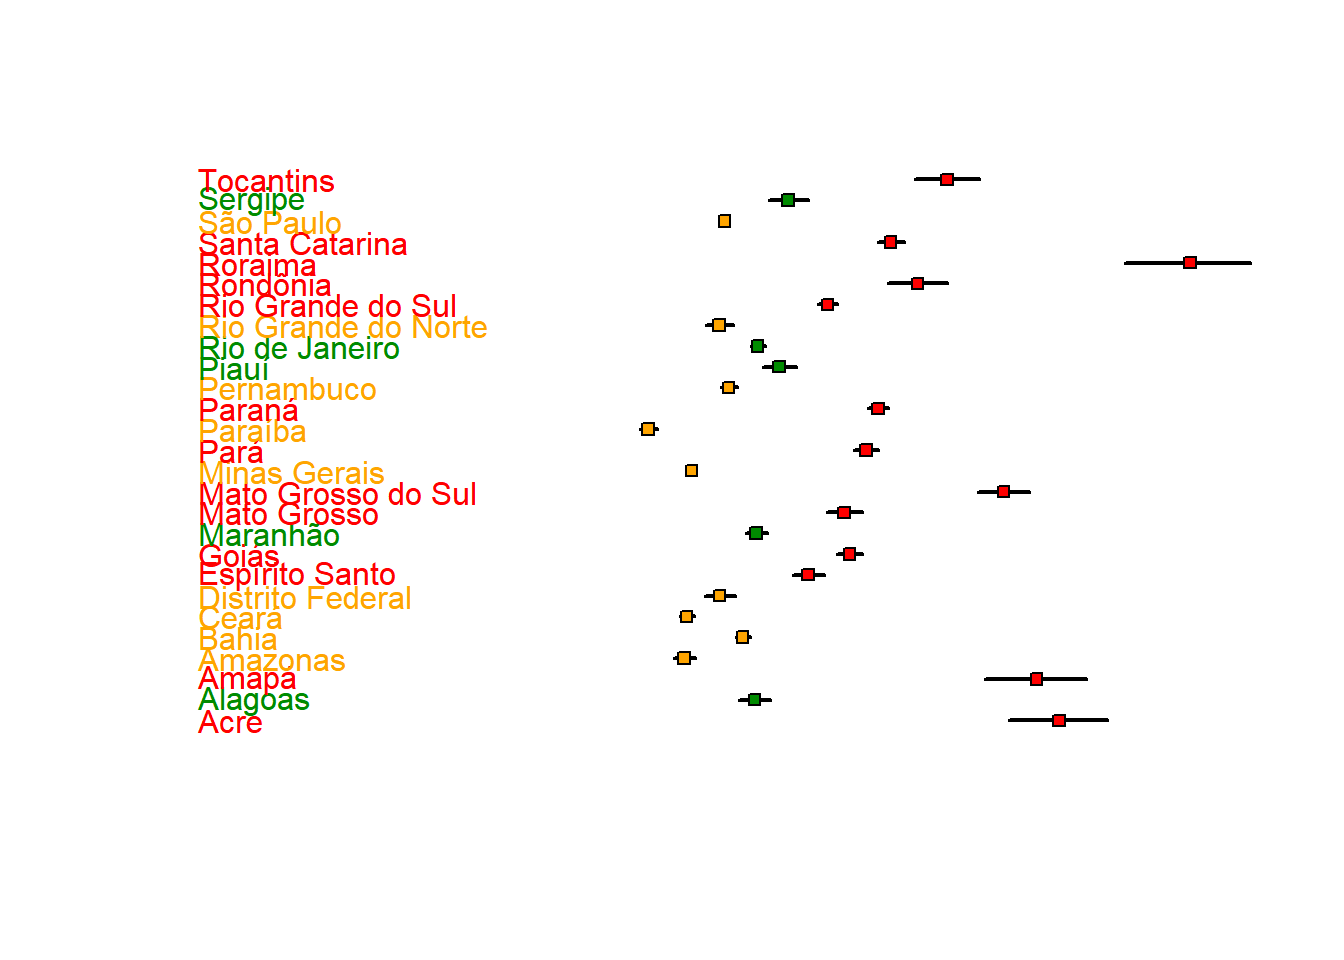 Tocantins
Sergipe
São Paulo
Santa Catarina
Roraima
Rondônia
Rio Grande do Sul
Rio Grande do Norte
Rio de Janeiro
Piauí
Pernambuco
Paraná
Paraíba
Pará
Minas Gerais
Mato Grosso do Sul
Mato Grosso
Maranhão
Goiás
Espírito Santo
Distrito Federal
Ceará
Bahia
Amazonas
Amapá
Alagoas
Acre